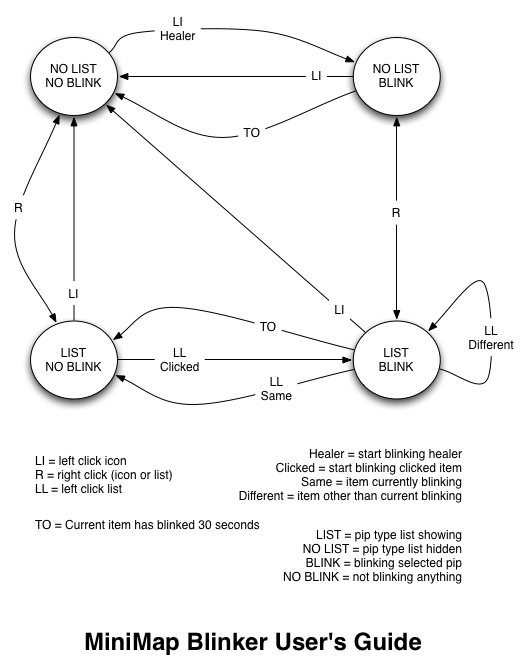 LI
Healer
NO LIST
NO BLINK
LI
NO LIST
BLINK
TO
R
R
LI
LI
TO
LIST
NO BLINK
LL
Clicked
LIST
BLINK
LL
Different
LL
Same
LI = left click icon
R = right click (icon or list)
LL = left click list
TO = Current item has blinked 30 seconds
Healer = start blinking healer
Clicked = start blinking clicked item
Same = item currently blinking
Different = item other than current blinking
LIST = pip type list showing
NO LIST = pip type list hidden
BLINK = blinking selected pip
NO BLINK = not blinking anything
MiniMap Blinker User's Guide